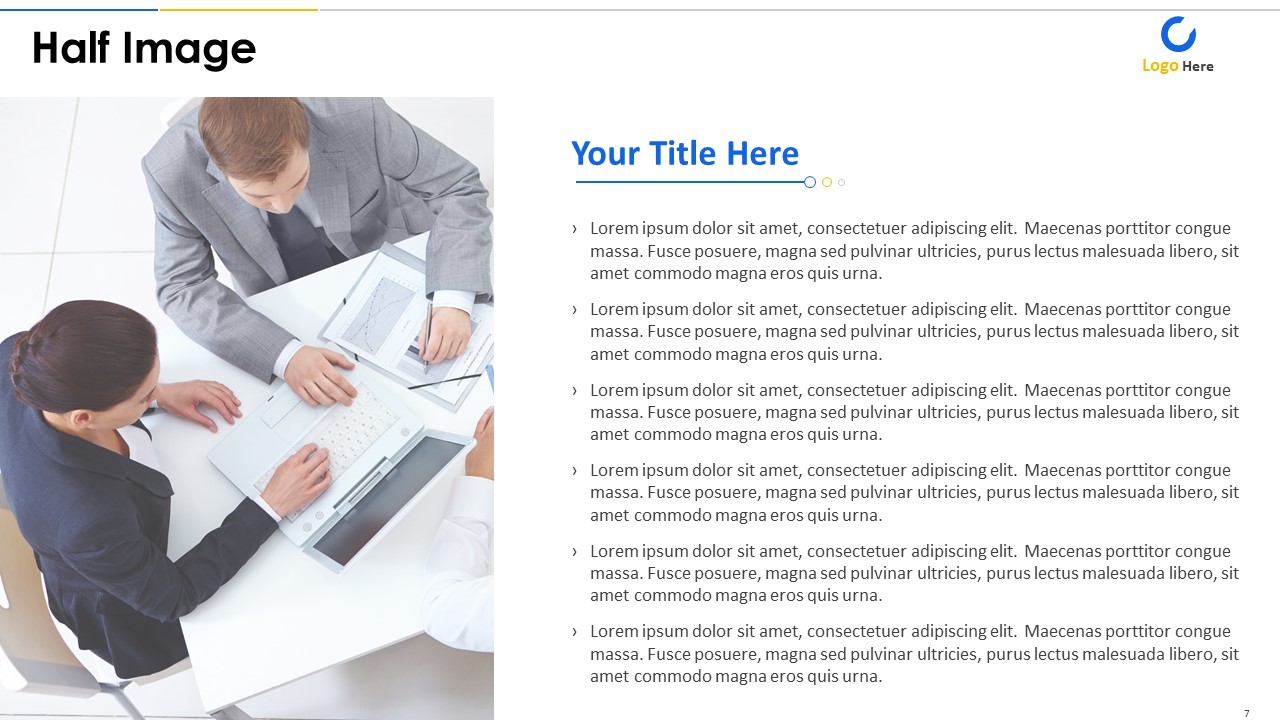 Half Image
Logo Here
Your Title Here
› Lorem ipsum dolor sit amet, consectetuer adipiscing elit.  Maecenas porttitor congue
massa. Fusce posuere, magna sed pulvinar ultricies, purus lectus malesuada libero, sit
amet commodo magna eros quis urna.
› Lorem ipsum dolor sit amet, consectetuer adipiscing elit.  Maecenas porttitor congue
massa. Fusce posuere, magna sed pulvinar ultricies, purus lectus malesuada libero, sit
amet commodo magna eros quis urna.
› Lorem ipsum dolor sit amet, consectetuer adipiscing elit.  Maecenas porttitor congue
massa. Fusce posuere, magna sed pulvinar ultricies, purus lectus malesuada libero, sit
amet commodo magna eros quis urna.
› Lorem ipsum dolor sit amet, consectetuer adipiscing elit.  Maecenas porttitor congue
massa. Fusce posuere, magna sed pulvinar ultricies, purus lectus malesuada libero, sit
amet commodo magna eros quis urna.
› Lorem ipsum dolor sit amet, consectetuer adipiscing elit.  Maecenas porttitor congue
massa. Fusce posuere, magna sed pulvinar ultricies, purus lectus malesuada libero, sit
amet commodo magna eros quis urna.
› Lorem ipsum dolor sit amet, consectetuer adipiscing elit.  Maecenas porttitor congue
massa. Fusce posuere, magna sed pulvinar ultricies, purus lectus malesuada libero, sit
amet commodo magna eros quis urna.
7